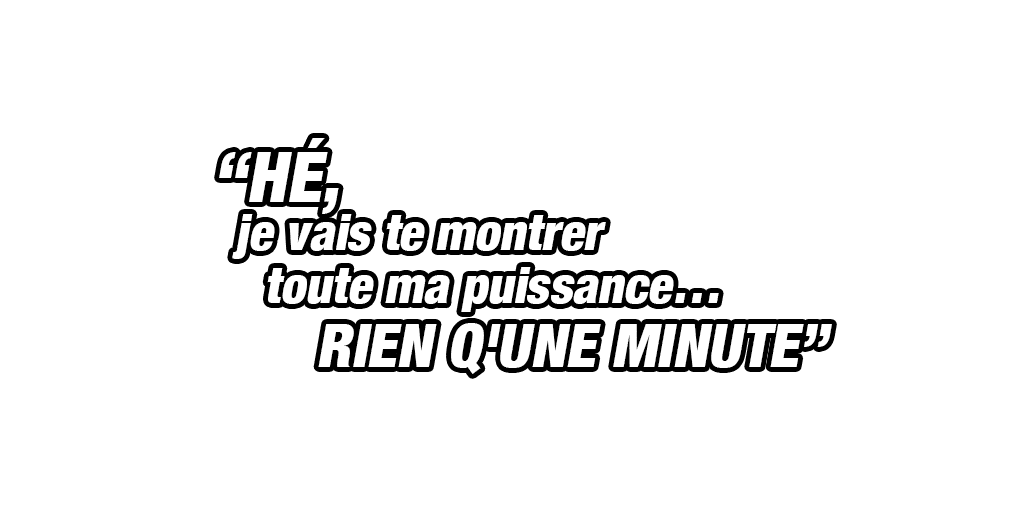 “HÉ,
je vais te montrer
toute ma puissance...
RIEN Q'UNE MINUTE”